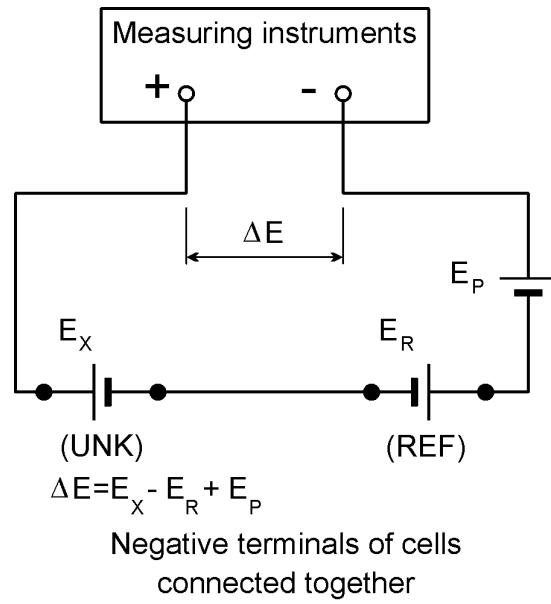 Measuring instruments
+ -
ΔE
E_P
E_X E_R
(UNK) (REF)
ΔE=E_X- E_R + E_P
Negative terminals of cells
connected together